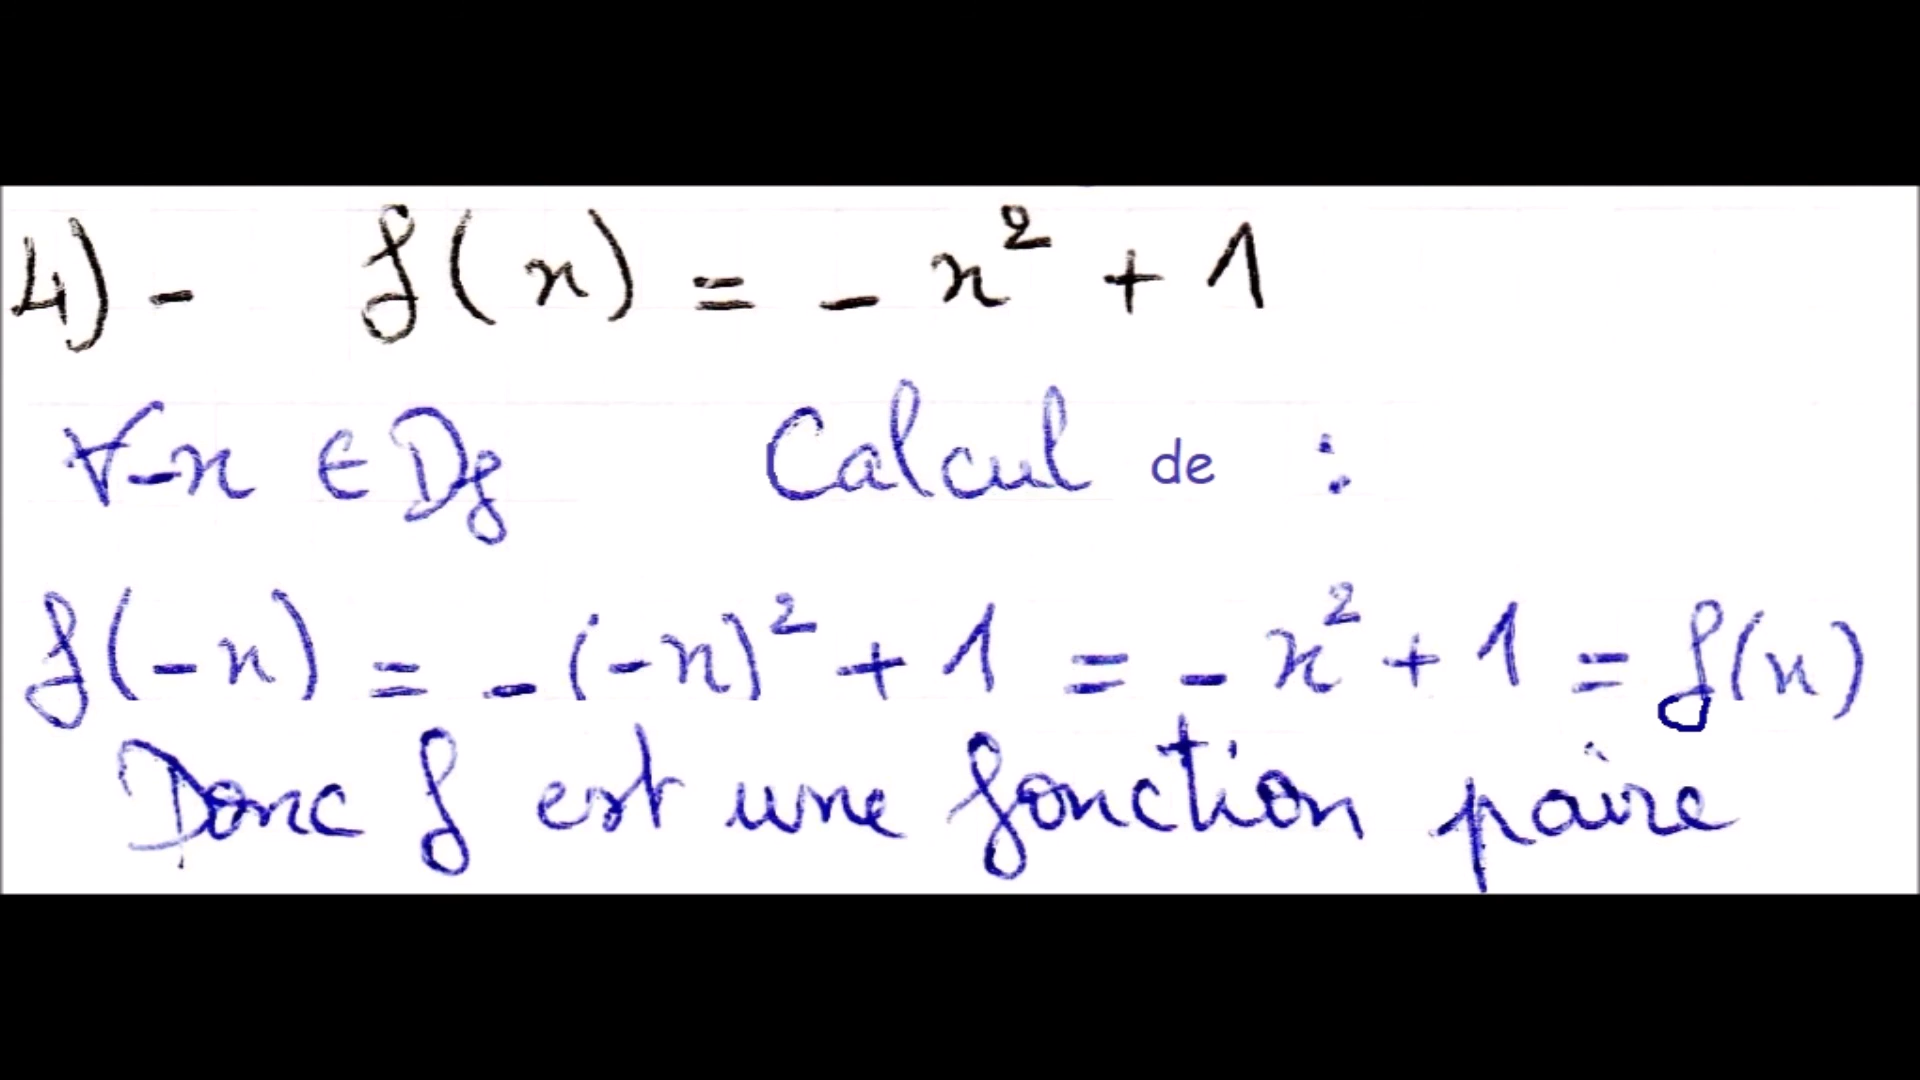 4)- f(x) = - x² + 1
∀-x ∈ Df Calcul de :
f(-x) = - (-x)² + 1 = - x² + 1 = f(x)
Donc f est une fonction paire